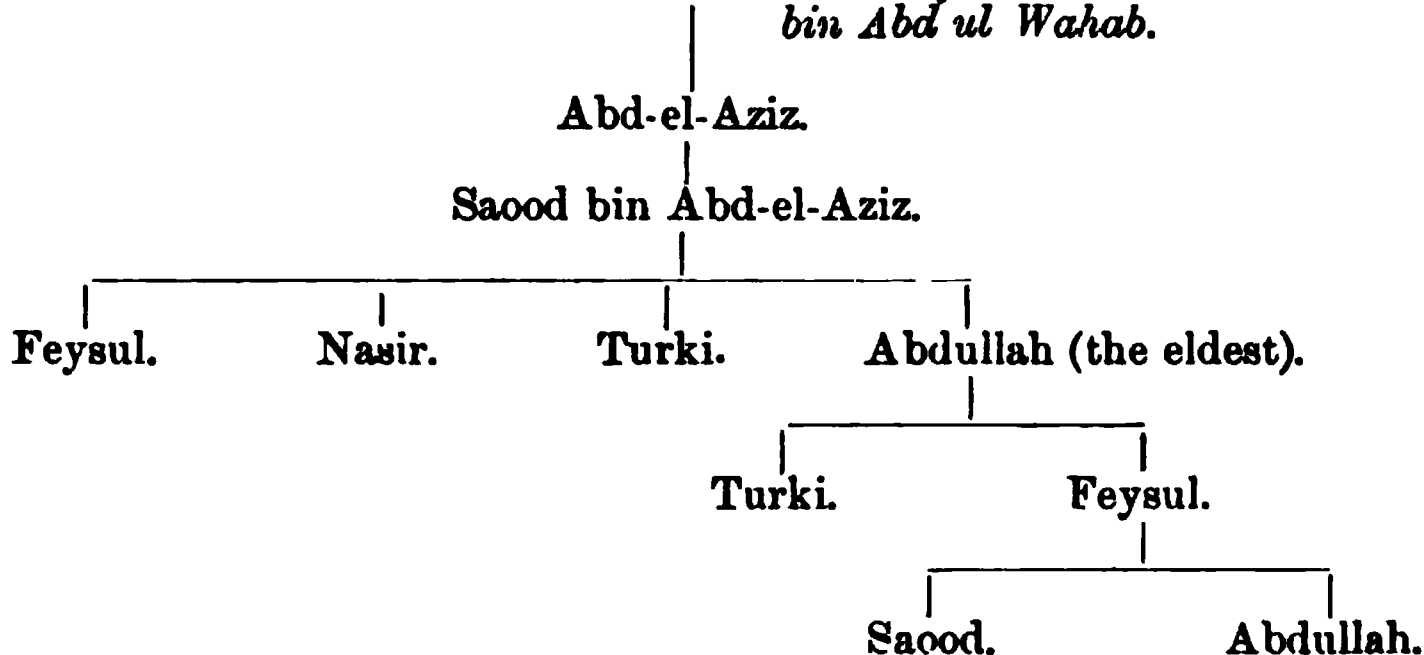 bin Abd ul Wahab.
Abd-el-Aziz.
Saood bin Abd-el-Aziz.
Feysul. Nasir. Turki. Abdullah (the eldest).
Turki. Feysul.
Saood. Abdullah.